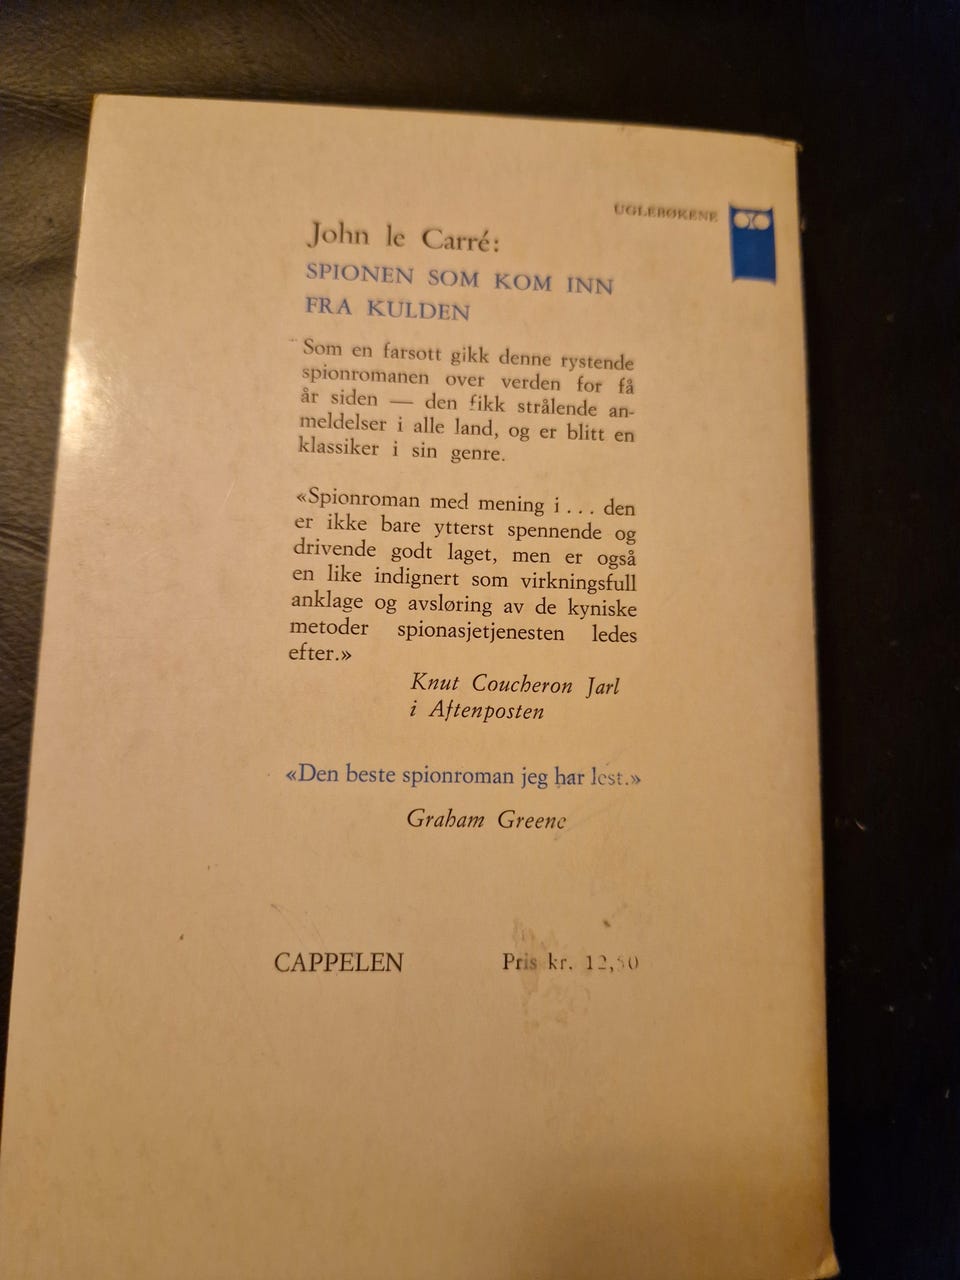 UGLEBØKENE
John le Carré:
SPIONEN SOM KOM INN
FRA KULDEN
Som en farsott gikk denne rystende
spionromanen over verden for få
år siden — den fikk strålende an-
meldelser i alle land, og er blitt en
klassiker i sin genre.
«Spionroman med mening i... den
er ikke bare ytterst spennende og
drivende godt laget, men er også
en like indignert som virkningsfull
anklage og avsløring av de kyniske
metoder spionasjetjenesten ledes
efter.»
Knut Coucheron Jarl
i Aftenposten
«Den beste spionroman jeg har lest.»
Graham Greene
CAPPELEN
Pris kr. 12,50